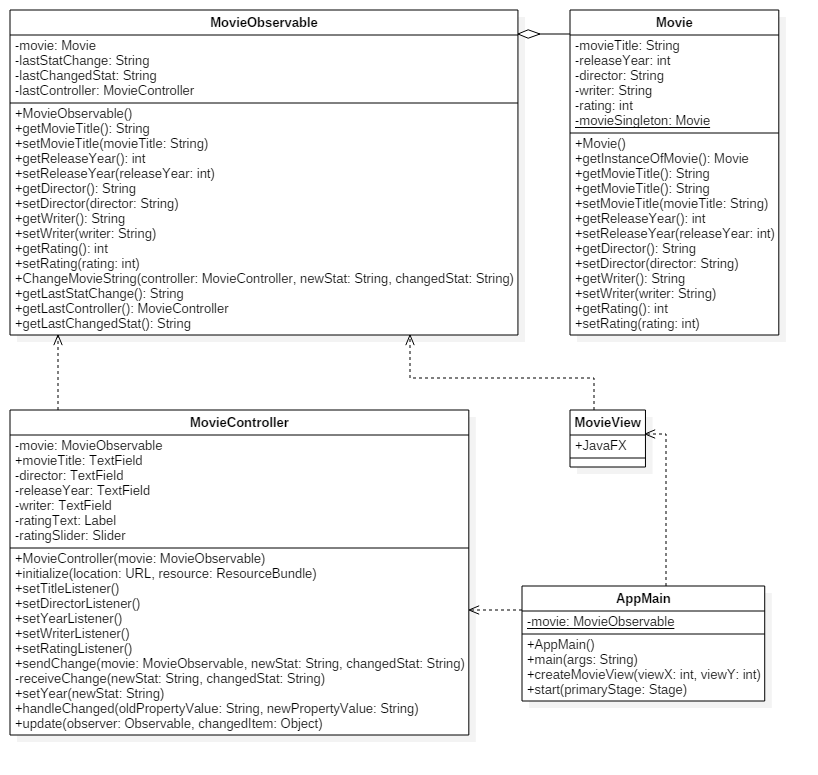 MovieObservable
-movie: Movie
-lastStatChange: String
-lastChangedStat: String
-lastController: MovieController
+MovieObservable()
+getMovieTitle(): String
+setMovieTitle(movieTitle: String)
+getReleaseYear(): int
+setReleaseYear(releaseYear: int)
+getDirector(): String
+setDirector(director: String)
+getWriter(): String
+setWriter(writer: String)
+getRating(): int
+setRating(rating: int)
+ChangeMovieString(controller: MovieController, newStat: String, changedStat: String)
+getLastStatChange(): String
+getLastController(): MovieController
+getLastChangedStat(): String
Movie
-movieTitle: String
-releaseYear: int
-director: String
-writer: String
-rating: int
-movieSingleton: Movie
+Movie()
+getInstanceOfMovie(): Movie
+getMovieTitle(): String
+getMovieTitle(): String
+setMovieTitle(movieTitle: String)
+getReleaseYear(): int
+setReleaseYear(releaseYear: int)
+getDirector(): String
+setDirector(director: String)
+getWriter(): String
+setWriter(writer: String)
+getRating(): int
+setRating(rating: int)
MovieController
-movie: MovieObservable
+movieTitle: TextField
-director: TextField
-releaseYear: TextField
-writer: TextField
-ratingText: Label
-ratingSlider: Slider
+MovieController(movie: MovieObservable)
+initialize(location: URL, resource: ResourceBundle)
+setTitleListener()
+setDirectorListener()
+setYearListener()
+setWriterListener()
+setRatingListener()
+sendChange(movie: MovieObservable, newStat: String, changedStat: String)
-receiveChange(newStat: String, changedStat: String)
+setYear(newStat: String)
+handleChanged(oldPropertyValue: String, newPropertyValue: String)
+update(observer: Observable, changedItem: Object)
MovieView
+JavaFX
AppMain
-movie: MovieObservable
+AppMain()
+main(args: String)
+createMovieView(viewX: int, viewY: int)
+start(primaryStage: Stage)